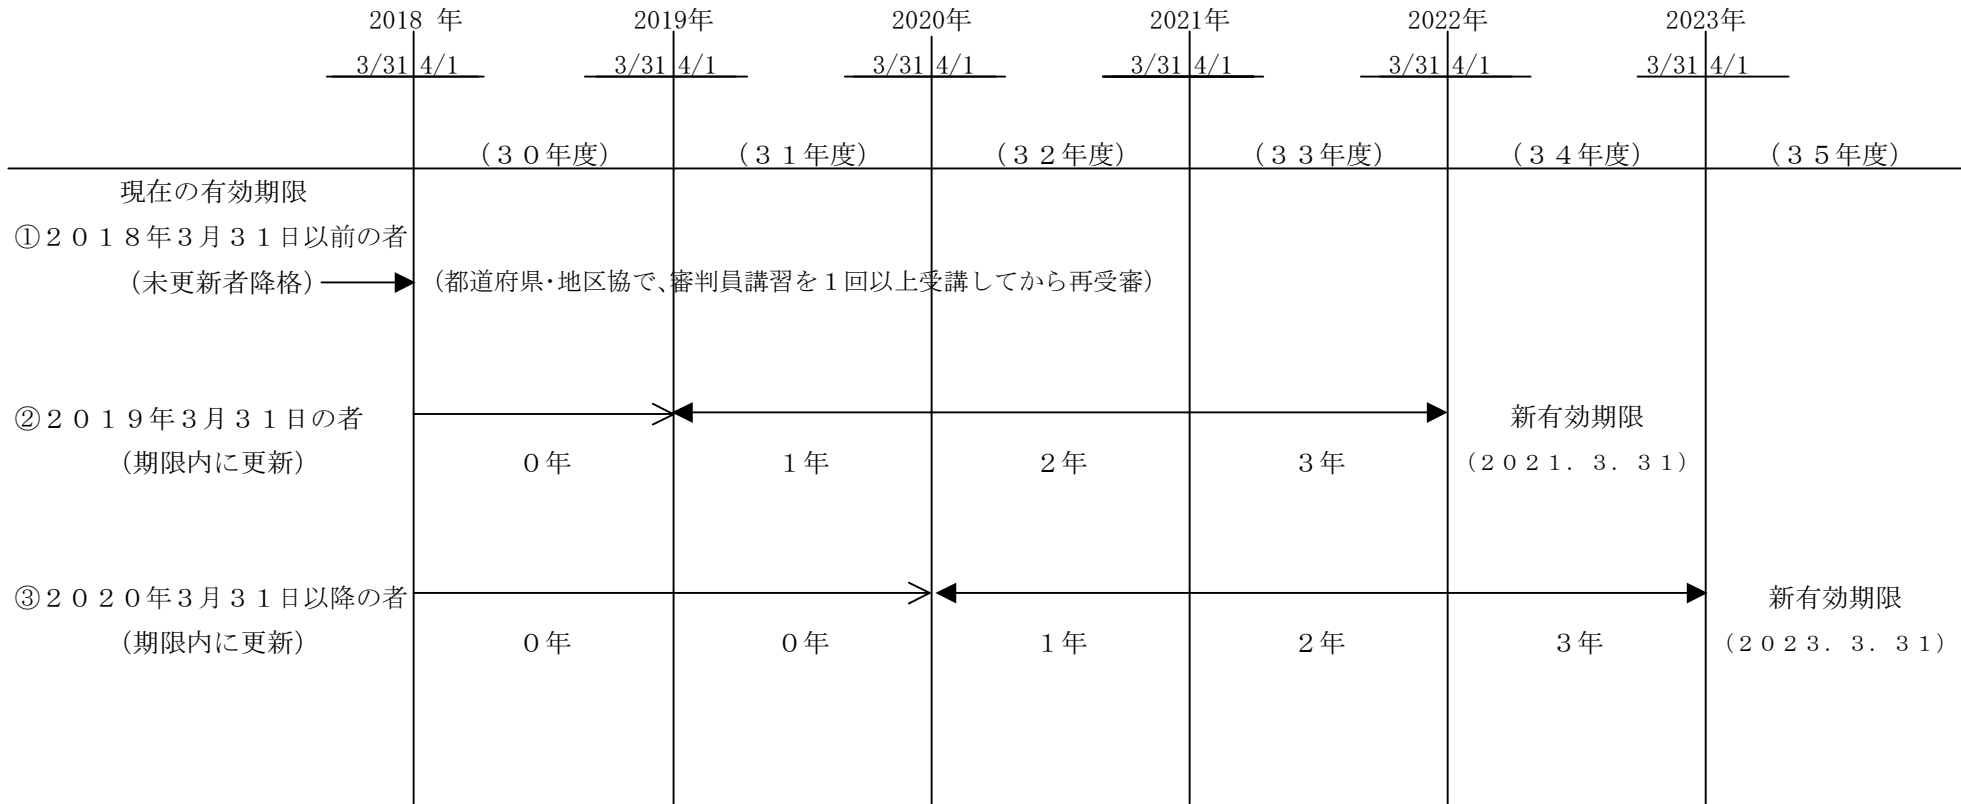 2018 年 2019年 2020年 2021年 2022年 2023年
3/31 4/1 3/31 4/1 3/31 4/1 3/31 4/1 3/31 4/1 3/31 4/1
（３０年度） （３１年度） （３２年度） （３３年度） （３４年度） （３５年度）
現在の有効期限
①２０１８年３月３１日以前の者
（未更新者降格） （都道府県・地区協で、審判員講習を１回以上受講してから再受審）
②２０１９年３月３１日の者 新有効期限
（期限内に更新） ０年 １年 ２年 ３年 （２０２１．３．３１）
③２０２０年３月３１日以降の者 新有効期限
（期限内に更新） ０年 ０年 １年 ２年 ３年 （２０２３．３．３１）